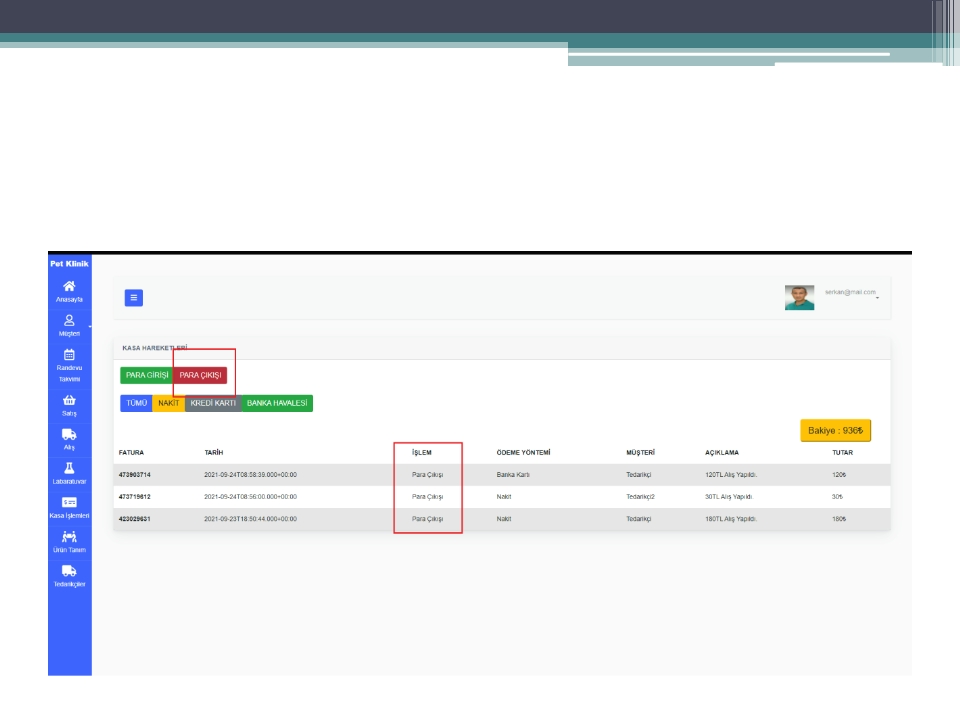 Pet Klinik
Anasayfa
Müşteri
Randevu
Takvimi
Satış
Alış
Labaratuvar
Kasa İşlemleri
Ürün Tanım
Tedarikçiler
serkan@mail.com
KASA HAREKETLERİ
PARA GİRİŞİ PARA ÇIKIŞI
TÜMÜ NAKİT KREDİ KARTI BANKA HAVALESİ
Bakiye : 936₺
FATURA TARİH İŞLEM ÖDEME YÖNTEMİ MÜŞTERİ AÇIKLAMA TUTAR
473903714 2021-09-24T08:58:39.000+00:00 Para Çıkışı Banka Kartı Tedarikçi 120TL Alış Yapıldı. 120₺
473719812 2021-09-24T08:56:00.000+00:00 Para Çıkışı Nakit Tedarikçi2 30TL Alış Yapıldı. 30₺
423029631 2021-09-23T18:50:44.000+00:00 Para Çıkışı Nakit Tedarikçi 180TL Alış Yapıldı. 180₺